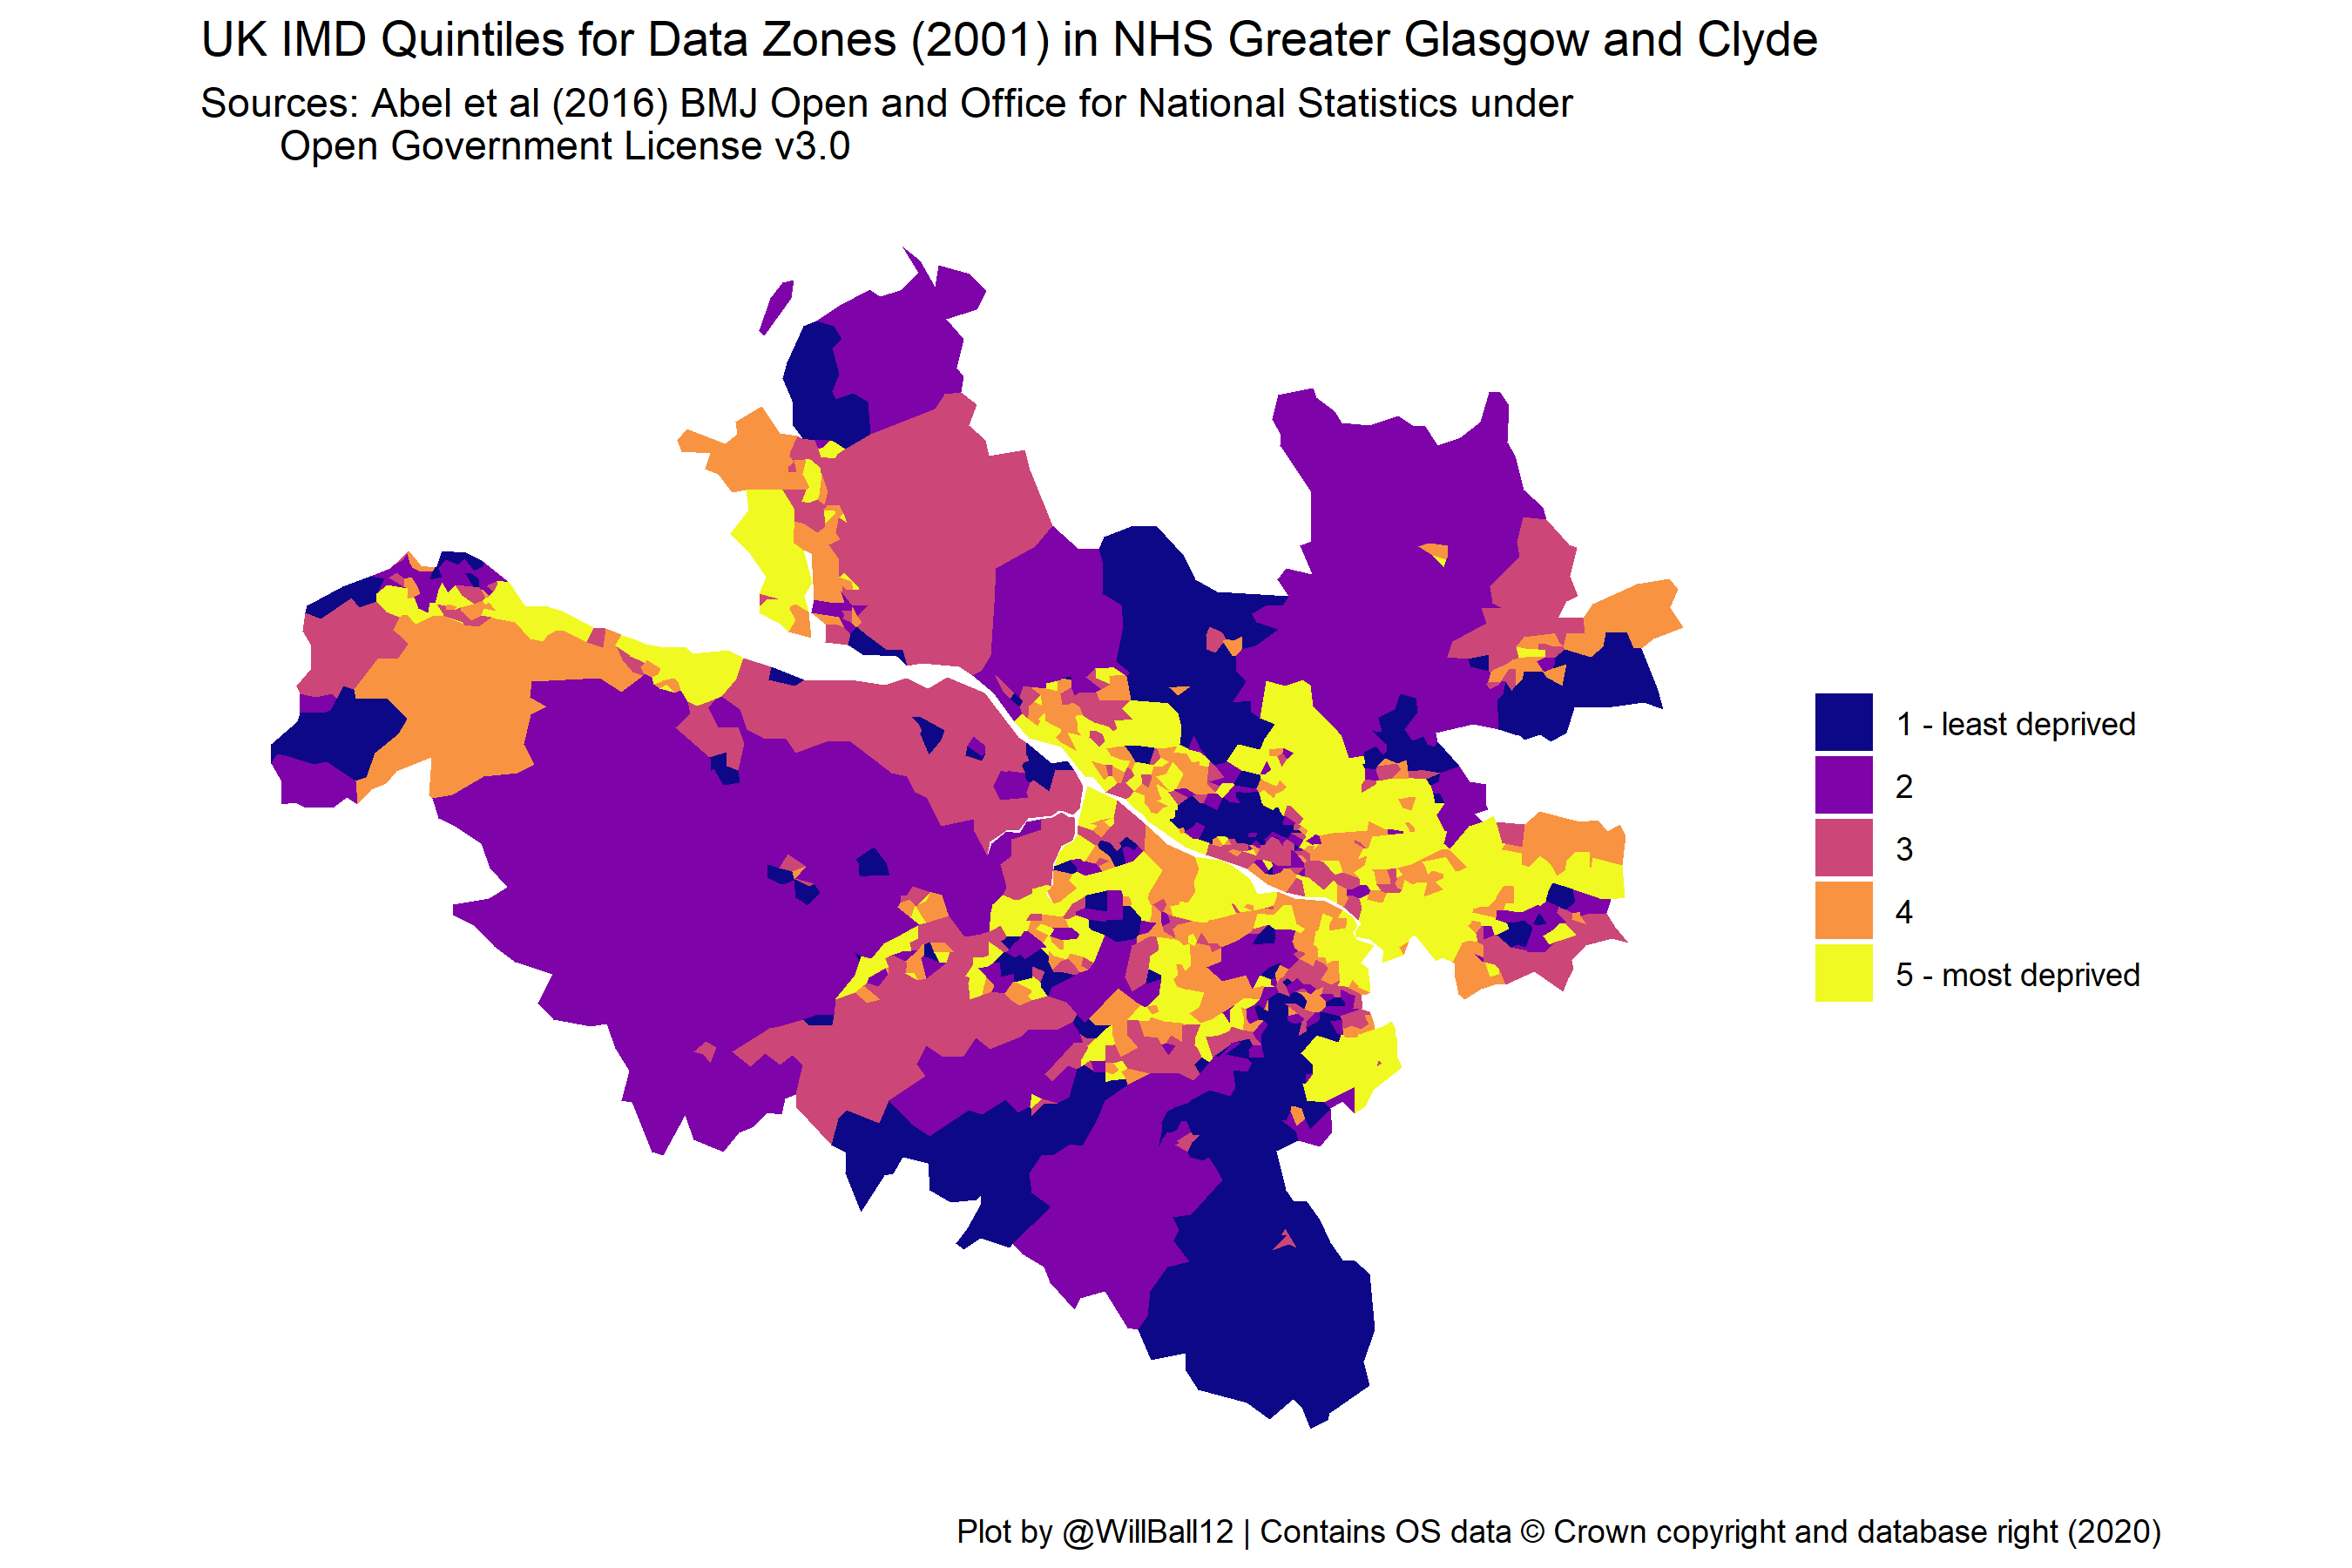 UK IMD Quintiles for Data Zones (2001) in NHS Greater Glasgow and Clyde
Sources: Abel et al (2016) BMJ Open and Office for National Statistics under
Open Government License v3.0
1 - least deprived
2
3
4
5 - most deprived
Plot by @WillBall12 | Contains OS data © Crown copyright and database right (2020)